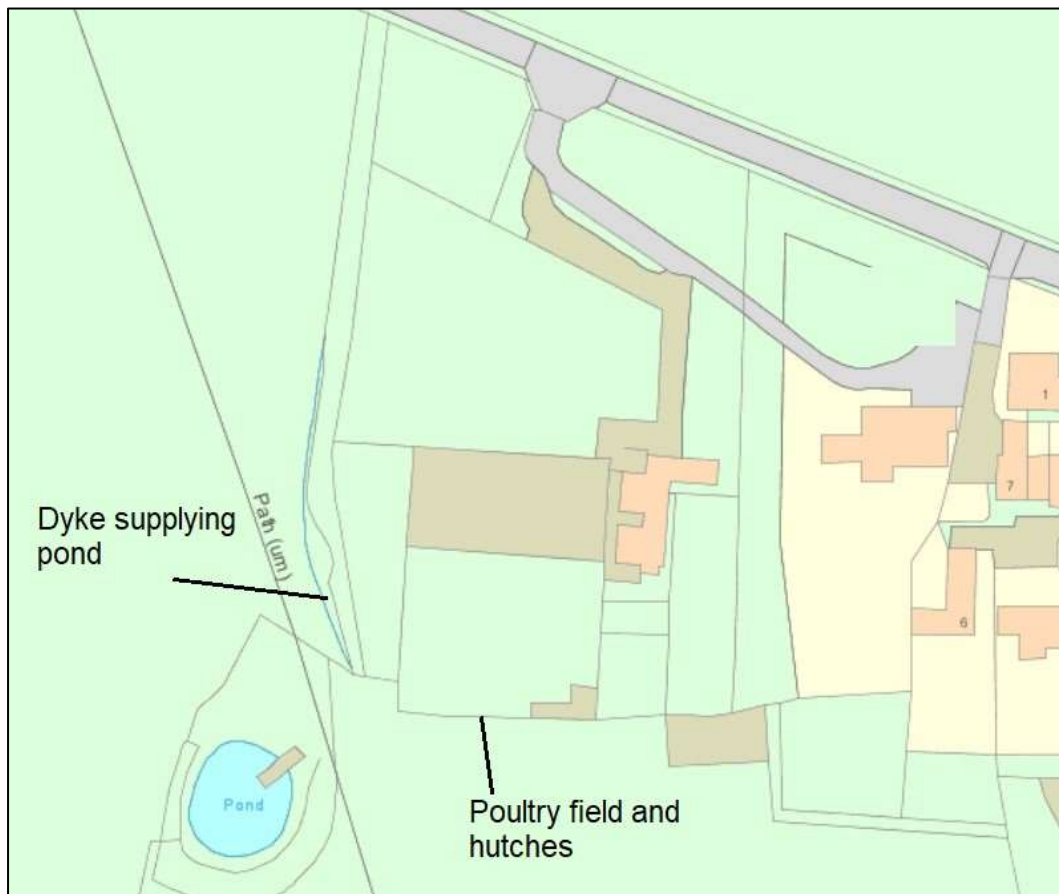 1
7
Dyke supplying
pond
Path (um)
6
Pond
Poultry field and
hutches